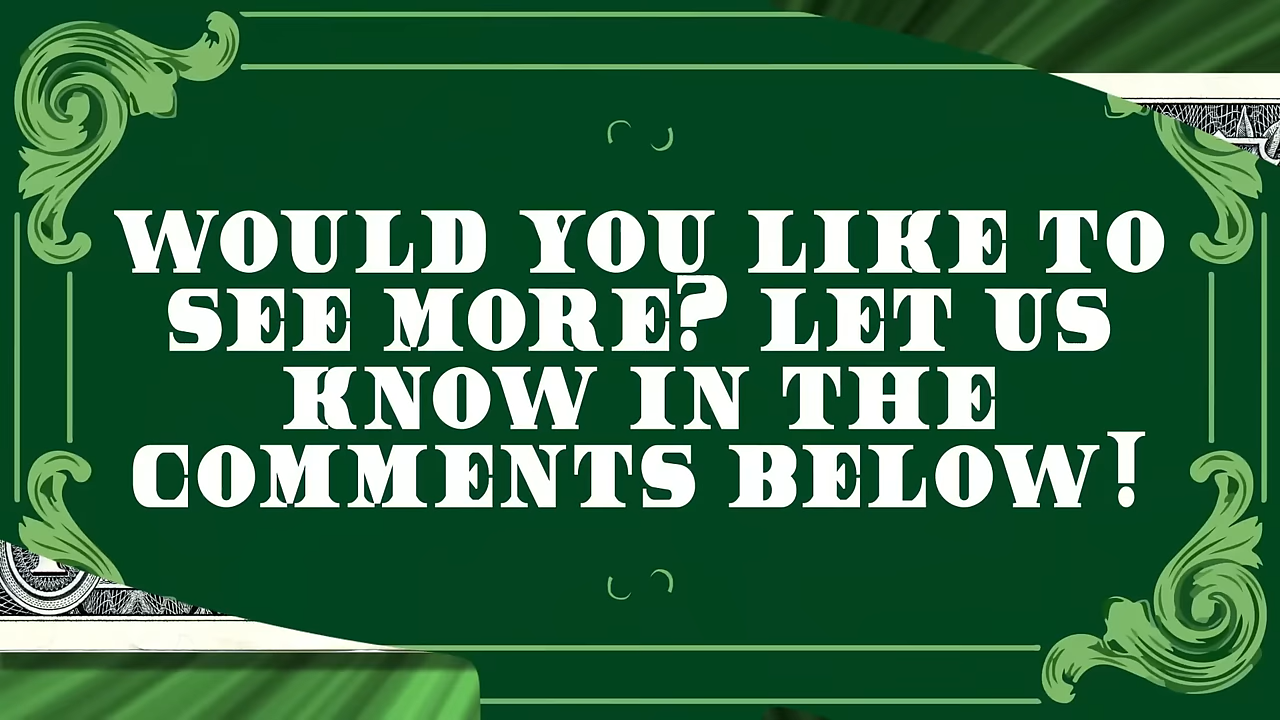 WOULD YOU LIKE TO
SEE MORE? LET US
KNOW IN THE
COMMENTS BELOW!